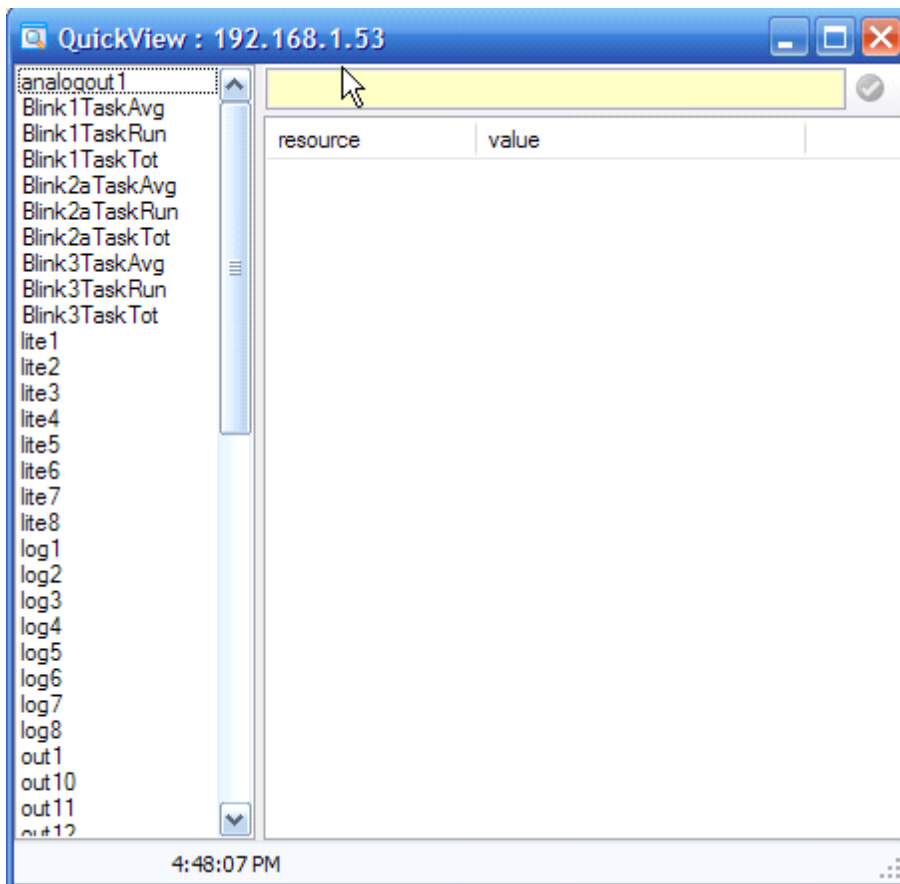 QuickView : 192.168.1.53
analogout1
Blink1TaskAvg
Blink1TaskRun
Blink1TaskTot
Blink2aTaskAvg
Blink2aTaskRun
Blink2aTaskTot
Blink3TaskAvg
Blink3TaskRun
Blink3TaskTot
lite1
lite2
lite3
lite4
lite5
lite6
lite7
lite8
log1
log2
log3
log4
log5
log6
log7
log8
out1
out10
out11
out12
resource value
4:48:07 PM